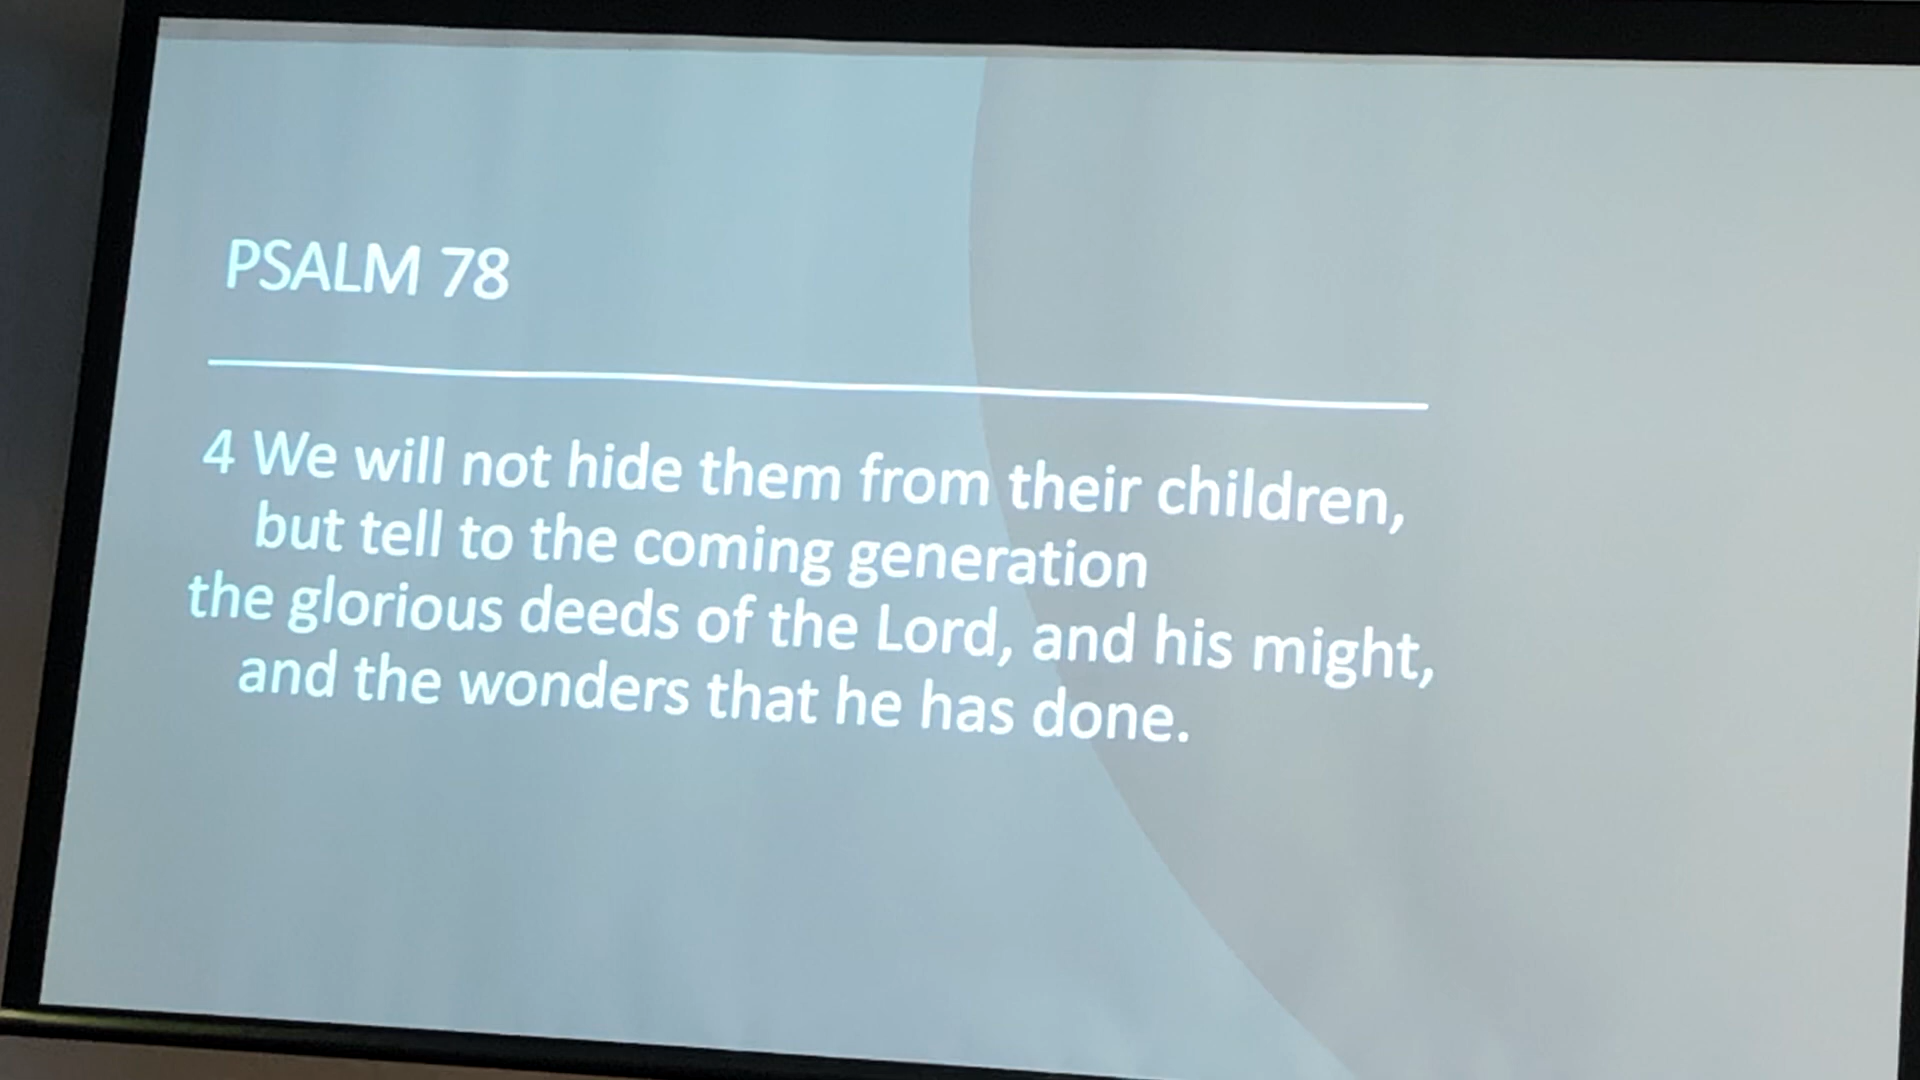 PSALM 78
4 We will not hide them from their children,
but tell to the coming generation
the glorious deeds of the Lord, and his might,
and the wonders that he has done.